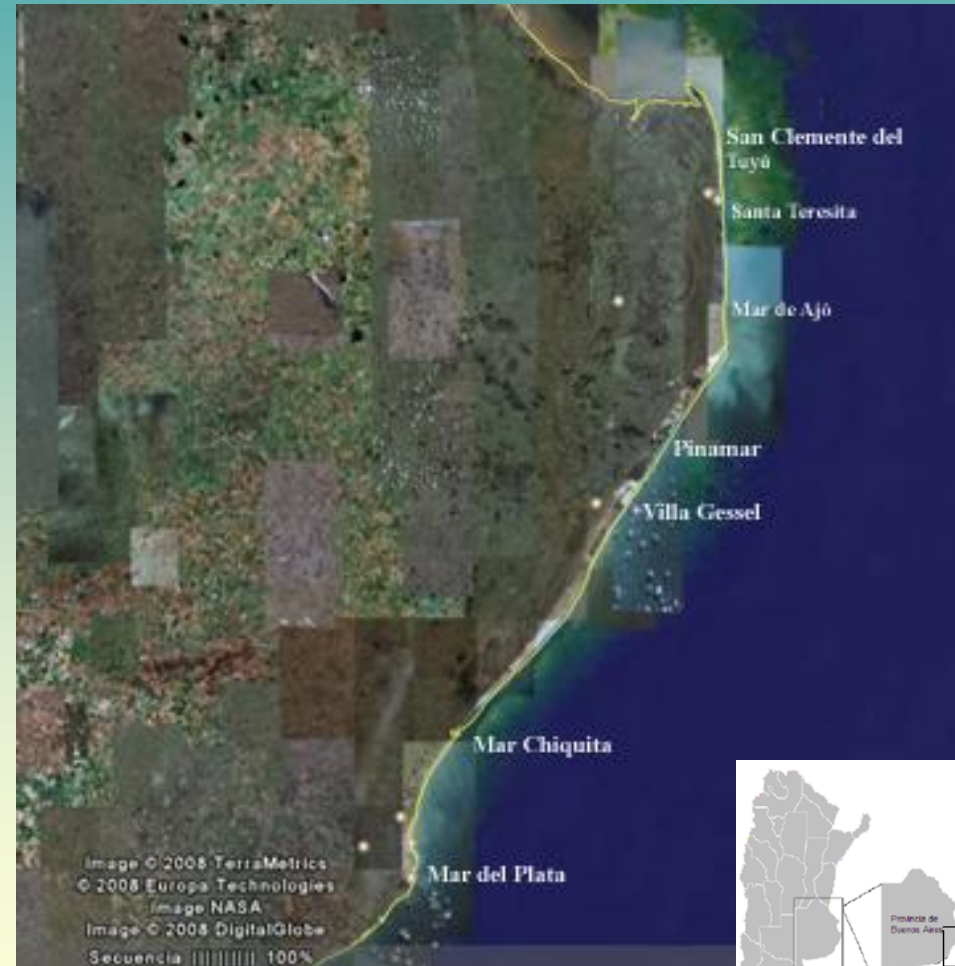 San Clemente del
Tuyú
Santa Teresita
Mar de Ajó
Pinamar
Villa Gessel
Mar Chiquita
Mar del Plata
Image © 2008 TerraMetrics
© 2008 Europa Technologies
Image NASA
Image © 2008 DigitalGlobe
Secuencia |||||||||| 100%
Provincia de
Buenos Aires